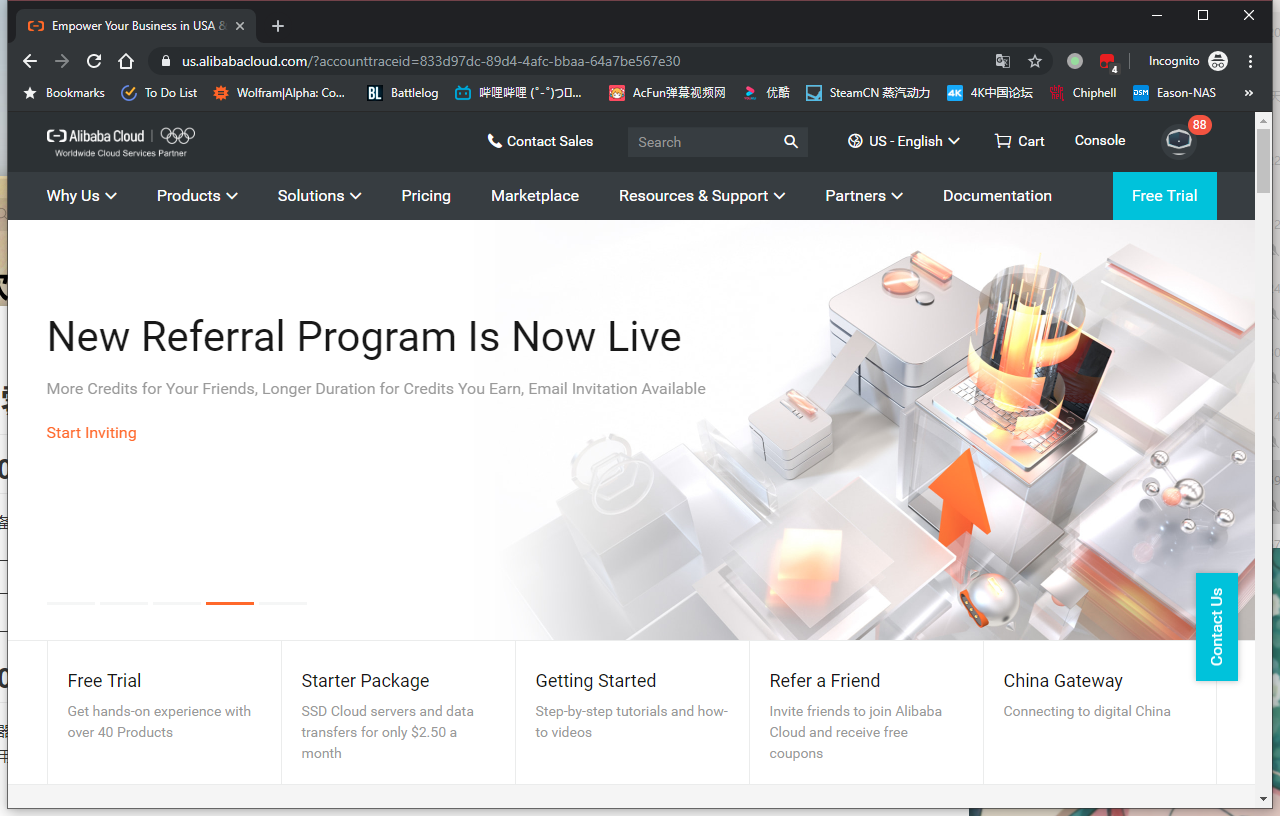 Empower Your Business in USA &
us.alibabacloud.com/?accounttraceid=833d97dc-89d4-4afc-bbaa-64a7be567e30
4
Incognito
Bookmarks
To Do List
Wolfram|Alpha: Co...
BL Battlelog
AcFun弹幕视频网
优酷
SteamCN 蒸汽动力
4K 4K中国论坛
Chiphell
DSM Eason-NAS
»
Alibaba Cloud
Worldwide Cloud Services Partner
Contact Sales
Search
US - English
Cart
Console
88
Why Us
Products
Solutions
Pricing
Marketplace
Resources & Support
Partners
Documentation
Free Trial
New Referral Program Is Now Live
More Credits for Your Friends, Longer Duration for Credits You Earn, Email Invitation Available
Start Inviting
Contact Us
Free Trial
Get hands-on experience with
over 40 Products
Starter Package
SSD Cloud servers and data
transfers for only $2.50 a
month
Getting Started
Step-by-step tutorials and how-
to videos
Refer a Friend
Invite friends to join Alibaba
Cloud and receive free
coupons
China Gateway
Connecting to digital China